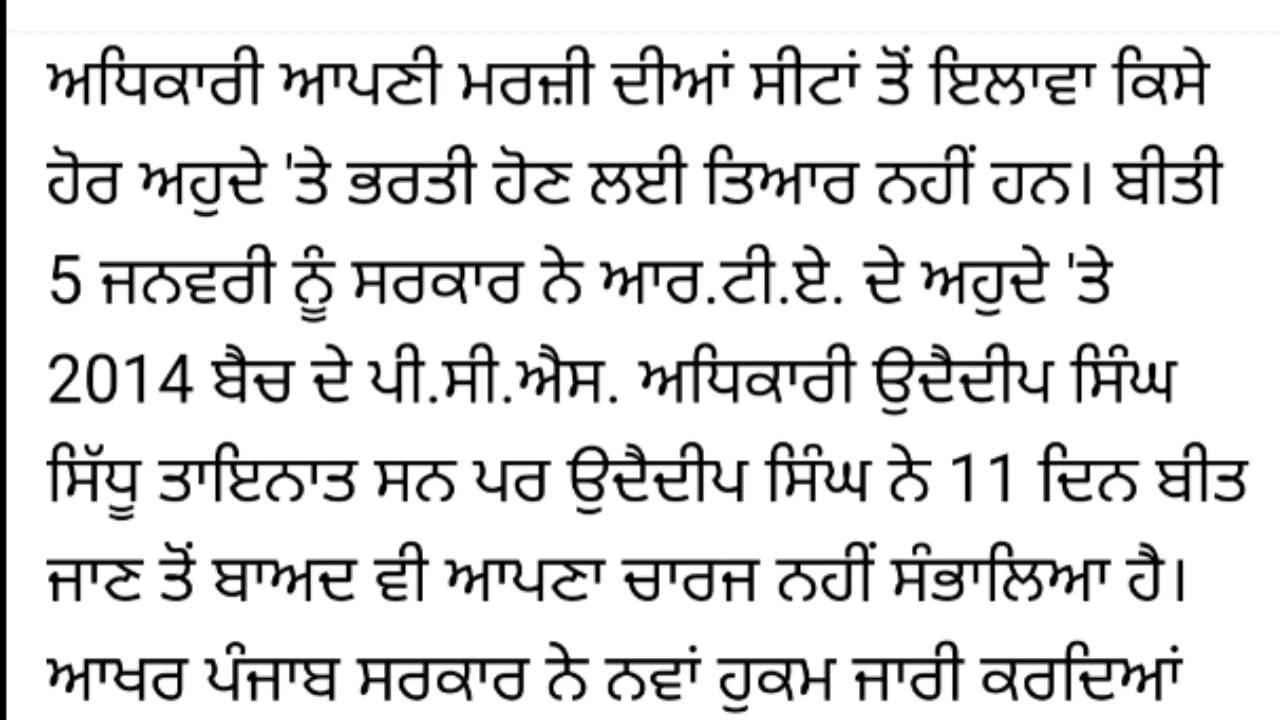 ਅਧਿਕਾਰੀ ਆਪਣੀ ਮਰਜ਼ੀ ਦੀਆਂ ਸੀਟਾਂ ਤੋਂ ਇਲਾਵਾ ਕਿਸੇ
ਹੋਰ ਅਹੁਦੇ 'ਤੇ ਭਰਤੀ ਹੋਣ ਲਈ ਤਿਆਰ ਨਹੀਂ ਹਨ। ਬੀਤੀ
5 ਜਨਵਰੀ ਨੂੰ ਸਰਕਾਰ ਨੇ ਆਰ.ਟੀ.ਏ. ਦੇ ਅਹੁਦੇ 'ਤੇ
2014 ਬੈਚ ਦੇ ਪੀ.ਸੀ.ਐਸ. ਅਧਿਕਾਰੀ ਉਦੈਦੀਪ ਸਿੰਘ
ਸਿੱਧੂ ਤਾਇਨਾਤ ਸਨ ਪਰ ਉਦੈਦੀਪ ਸਿੰਘ ਨੇ 11 ਦਿਨ ਬੀਤ
ਜਾਣ ਤੋਂ ਬਾਅਦ ਵੀ ਆਪਣਾ ਚਾਰਜ ਨਹੀਂ ਸੰਭਾਲਿਆ ਹੈ।
ਆਖਰ ਪੰਜਾਬ ਸਰਕਾਰ ਨੇ ਨਵਾਂ ਹੁਕਮ ਜਾਰੀ ਕਰਦਿਆਂ